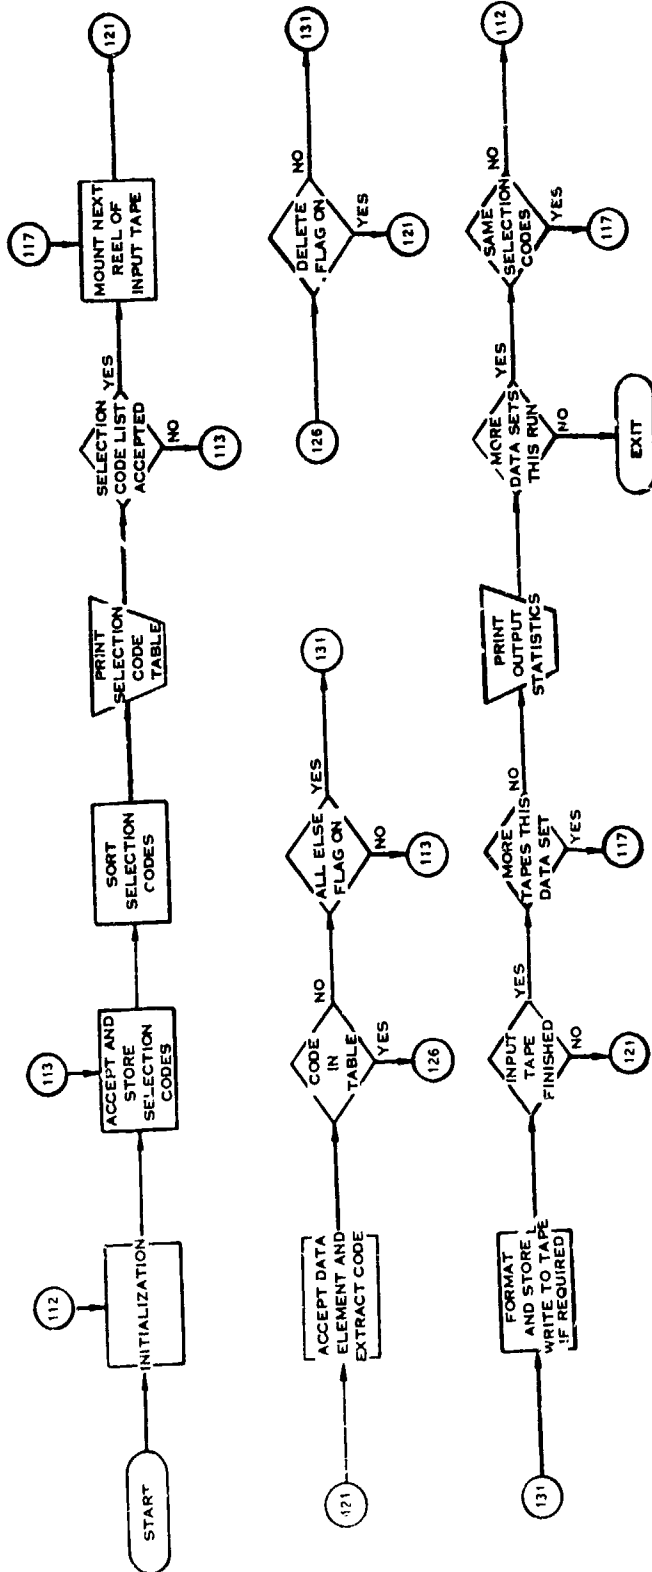 START
112
INITIALIZATION
113
ACCEPT AND
STORE
SELECTION
CODES
SORT
SELECTION
CODES
PRINT
SELECTION
CODE
TABLE
SELECTION
CODE LIST
ACCEPTED
YES
NO
113
117
MOUNT NEXT
REEL OF
INPUT TAPE
121
121
ACCEPT DATA
ELEMENT AND
EXTRACT CODE
CODE
IN
TABLE
NO
YES
126
ALL ELSE
FLAG ON
YES
NO
113
131
126
DELETE
FLAG ON
NO
YES
121
131
131
FORMAT
AND STORE
WRITE TO TAPE
IF REQUIRED
INPUT
TAPE
FINISHED
YES
NO
121
MORE
TAPES THIS
DATA SET
NO
YES
117
PRINT
OUTPUT
STATISTICS
MORE
DATA SETS
THIS RUN
YES
NO
EXIT
SAME
SELECTION
CODES
NO
YES
117
112